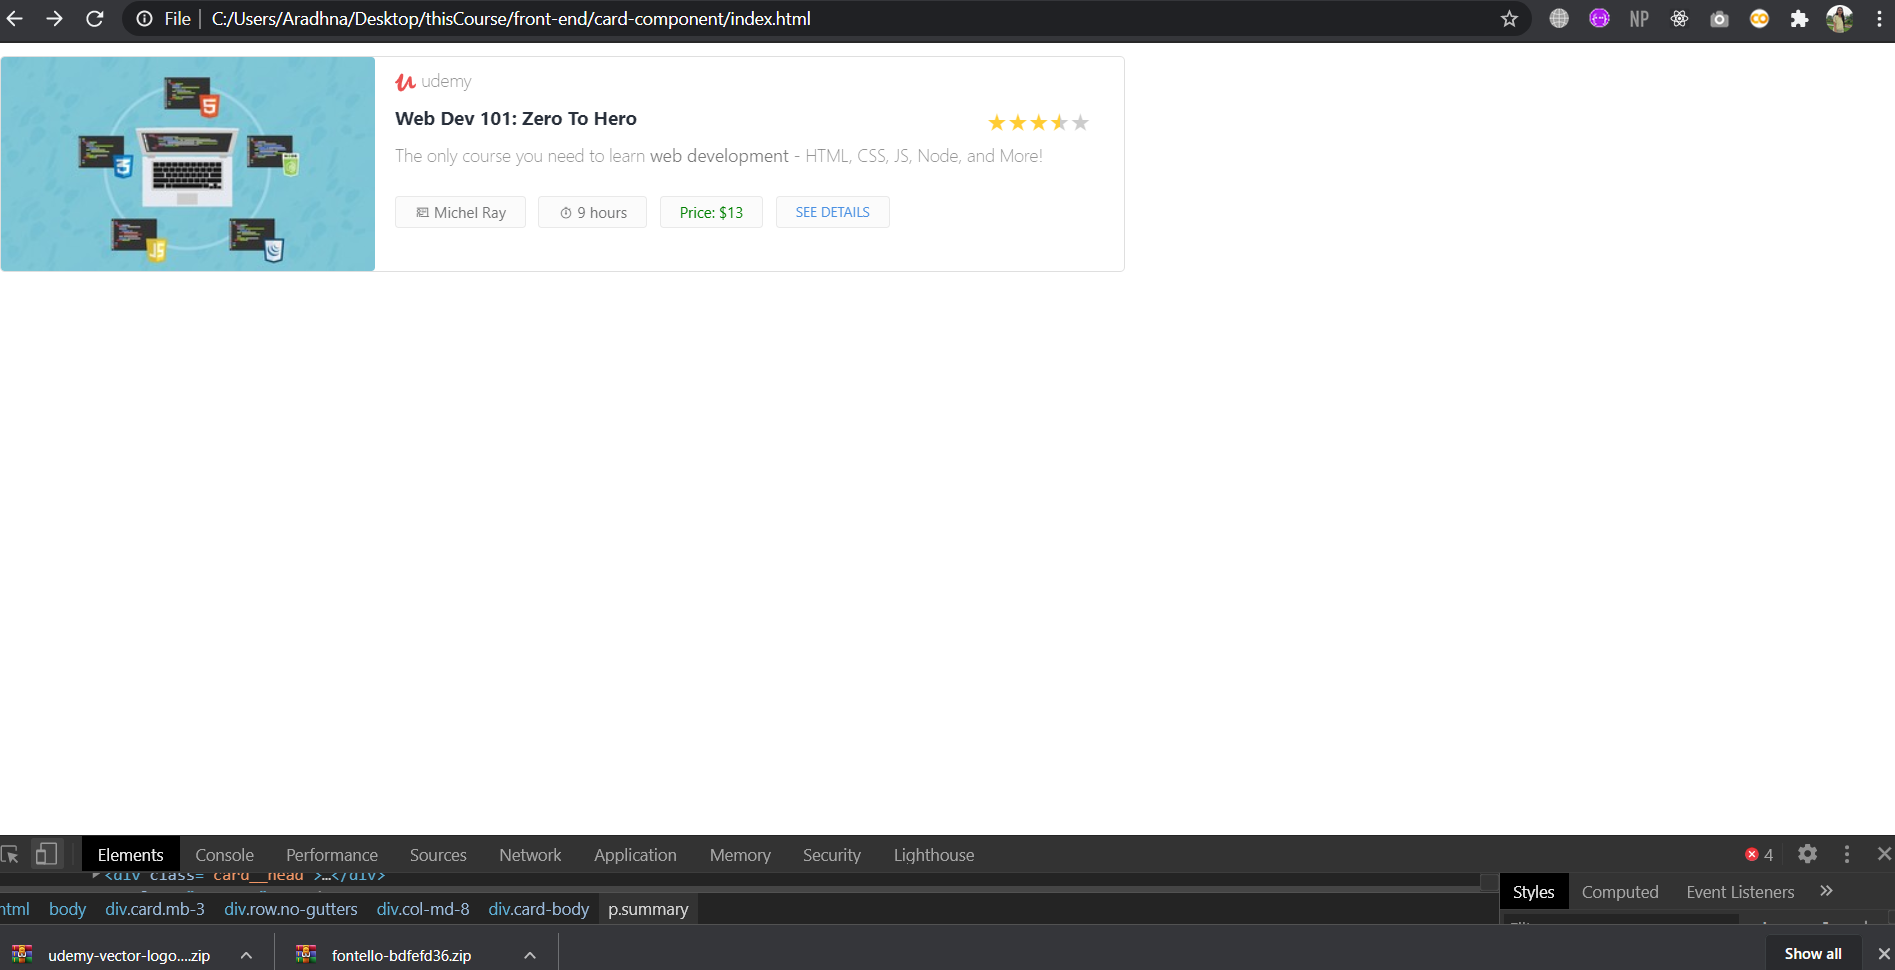 File | C:/Users/Aradhna/Desktop/thisCourse/front-end/card-component/index.html
NP
udemy
Web Dev 101: Zero To Hero
The only course you need to learn web development - HTML, CSS, JS, Node, and More!
Michel Ray
9 hours
Price: $13
SEE DETAILS
Elements Console Performance Sources Network Application Memory Security Lighthouse 4
<div class="card__head">…</div>
Styles Computed Event Listeners
html body div.card.mb-3 div.row.no-gutters div.col-md-8 div.card-body p.summary
udemy-vector-logo....zip
fontello-bdfefd36.zip
Show all